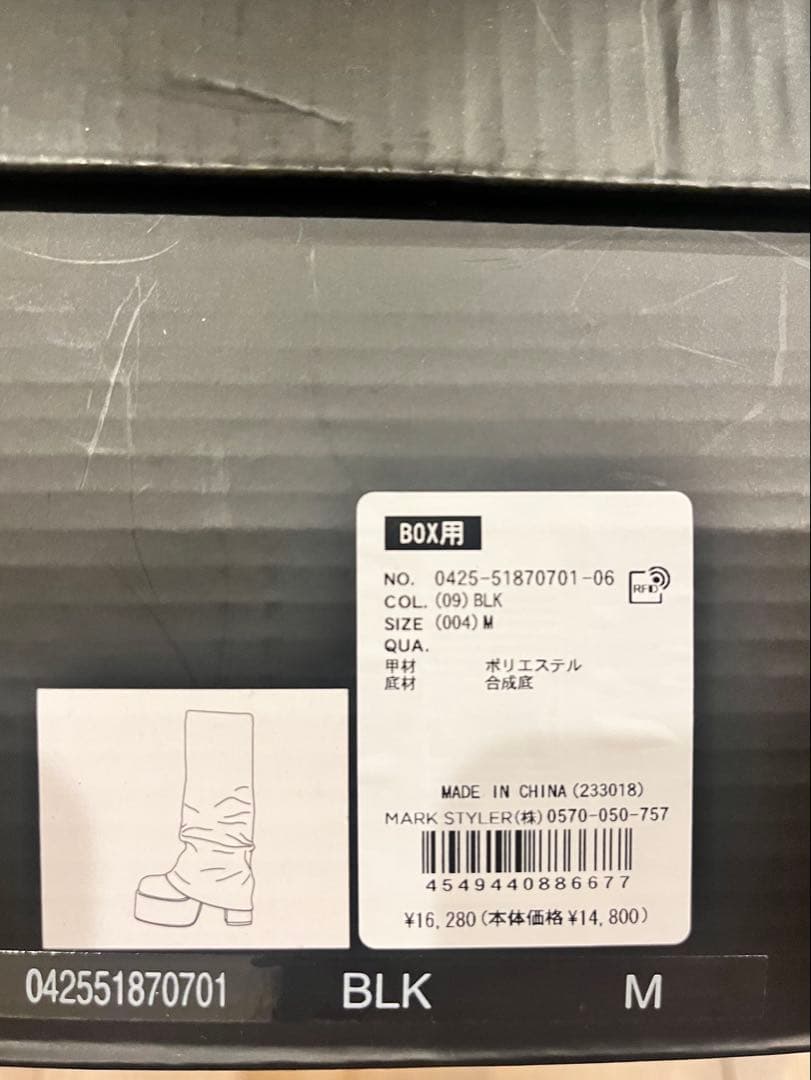 BOX用
NO. 0425-51870701-06
RFID
COL. (09) BLK
SIZE (004) M
QUA.
甲材 ポリエステル
底材 合成底
MADE IN CHINA (233018)
MARK STYLER(株) 0570-050-757
4549440886677
¥16,280(本体価格¥14,800)
042551870701 BLK M